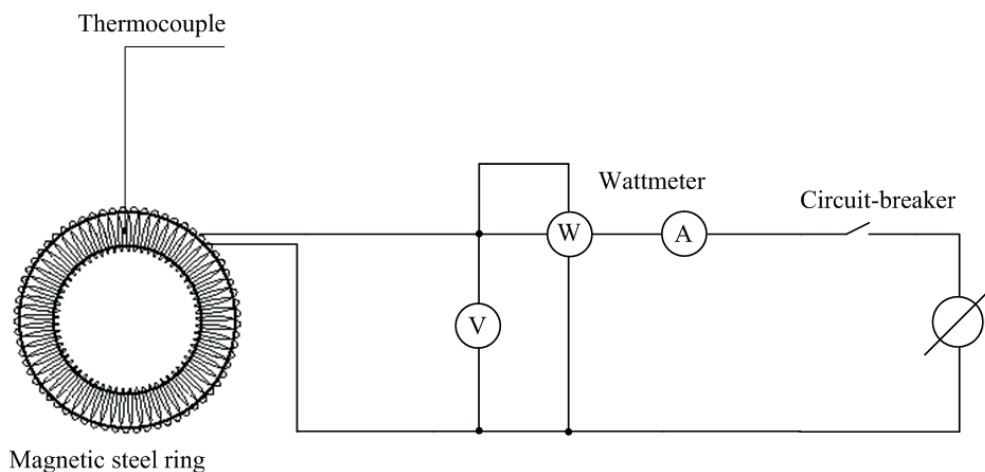 Thermocouple
Wattmeter
Circuit-breaker
W
A
V
Magnetic steel ring